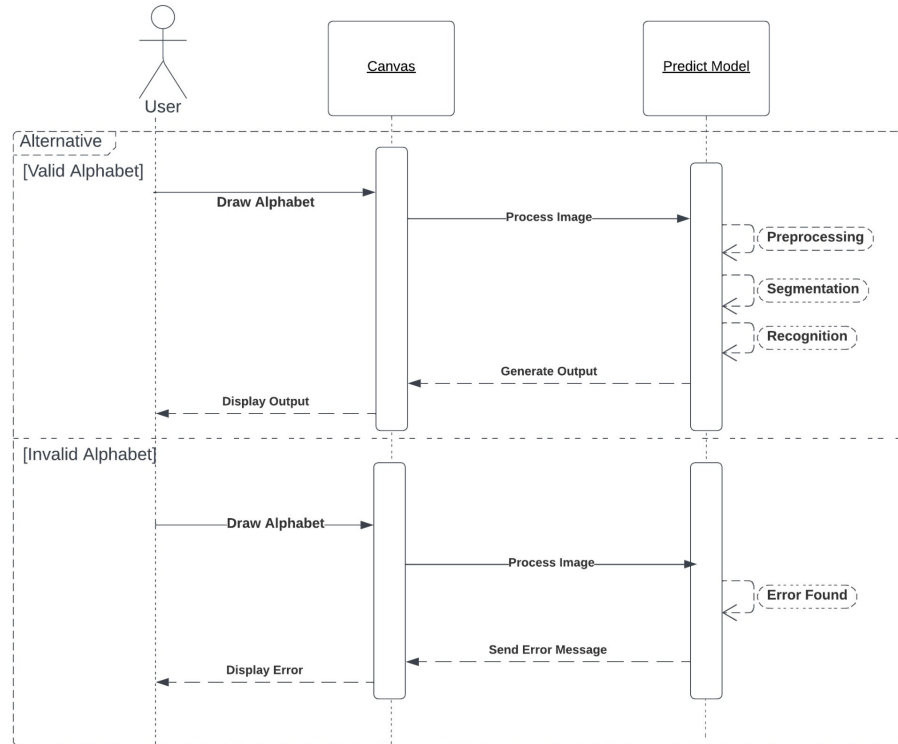 User
Canvas
Predict Model
Alternative
[Valid Alphabet]
Draw Alphabet
Process Image
Preprocessing
Segmentation
Recognition
Generate Output
Display Output
[Invalid Alphabet]
Draw Alphabet
Process Image
Error Found
Send Error Message
Display Error